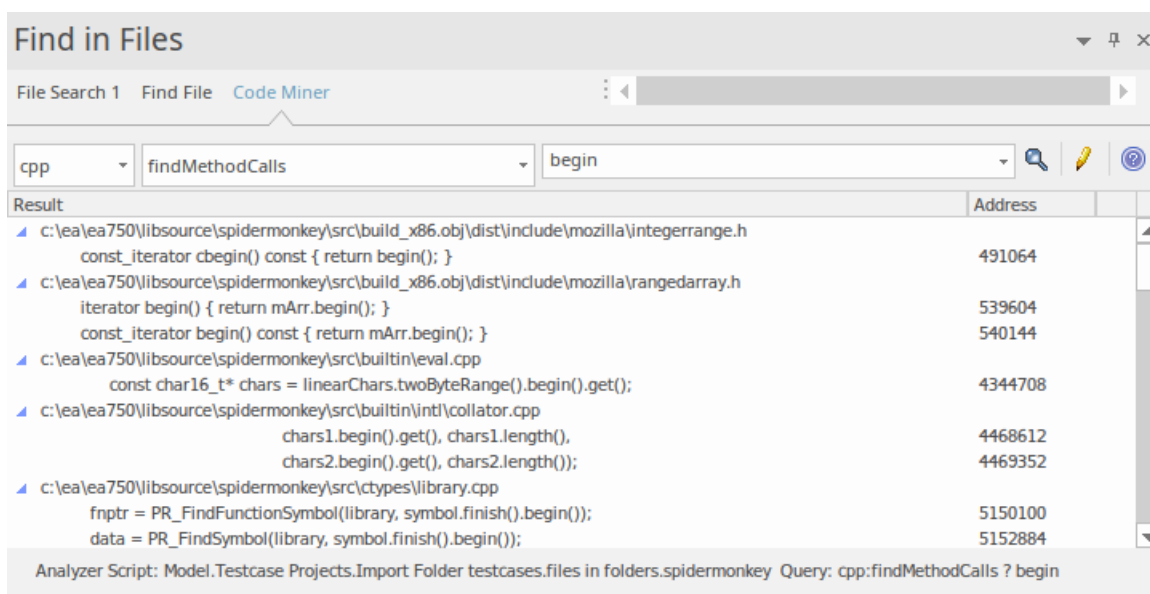 Find in Files
File Search 1 Find File Code Miner
cpp findMethodCalls begin
Result Address
c:\ea\ea750\libsource\spidermonkey\src\build_x86.obj\dist\include\mozilla\integerrange.h
const_iterator cbegin() const { return begin(); } 491064
c:\ea\ea750\libsource\spidermonkey\src\build_x86.obj\dist\include\mozilla\rangedarray.h
iterator begin() { return mArr.begin(); } 539604
const_iterator begin() const { return mArr.begin(); } 540144
c:\ea\ea750\libsource\spidermonkey\src\builtin\eval.cpp
const char16_t* chars = linearChars.twoByteRange().begin().get(); 4344708
c:\ea\ea750\libsource\spidermonkey\src\builtin\intl\collator.cpp
chars1.begin().get(), chars1.length(), 4468612
chars2.begin().get(), chars2.length()); 4469352
c:\ea\ea750\libsource\spidermonkey\src\ctypes\library.cpp
fnptr = PR_FindFunctionSymbol(library, symbol.finish().begin()); 5150100
data = PR_FindSymbol(library, symbol.finish().begin()); 5152884
Analyzer Script: Model.Testcase Projects.Import Folder testcases.files in folders.spidermonkey Query: cpp:findMethodCalls ? begin